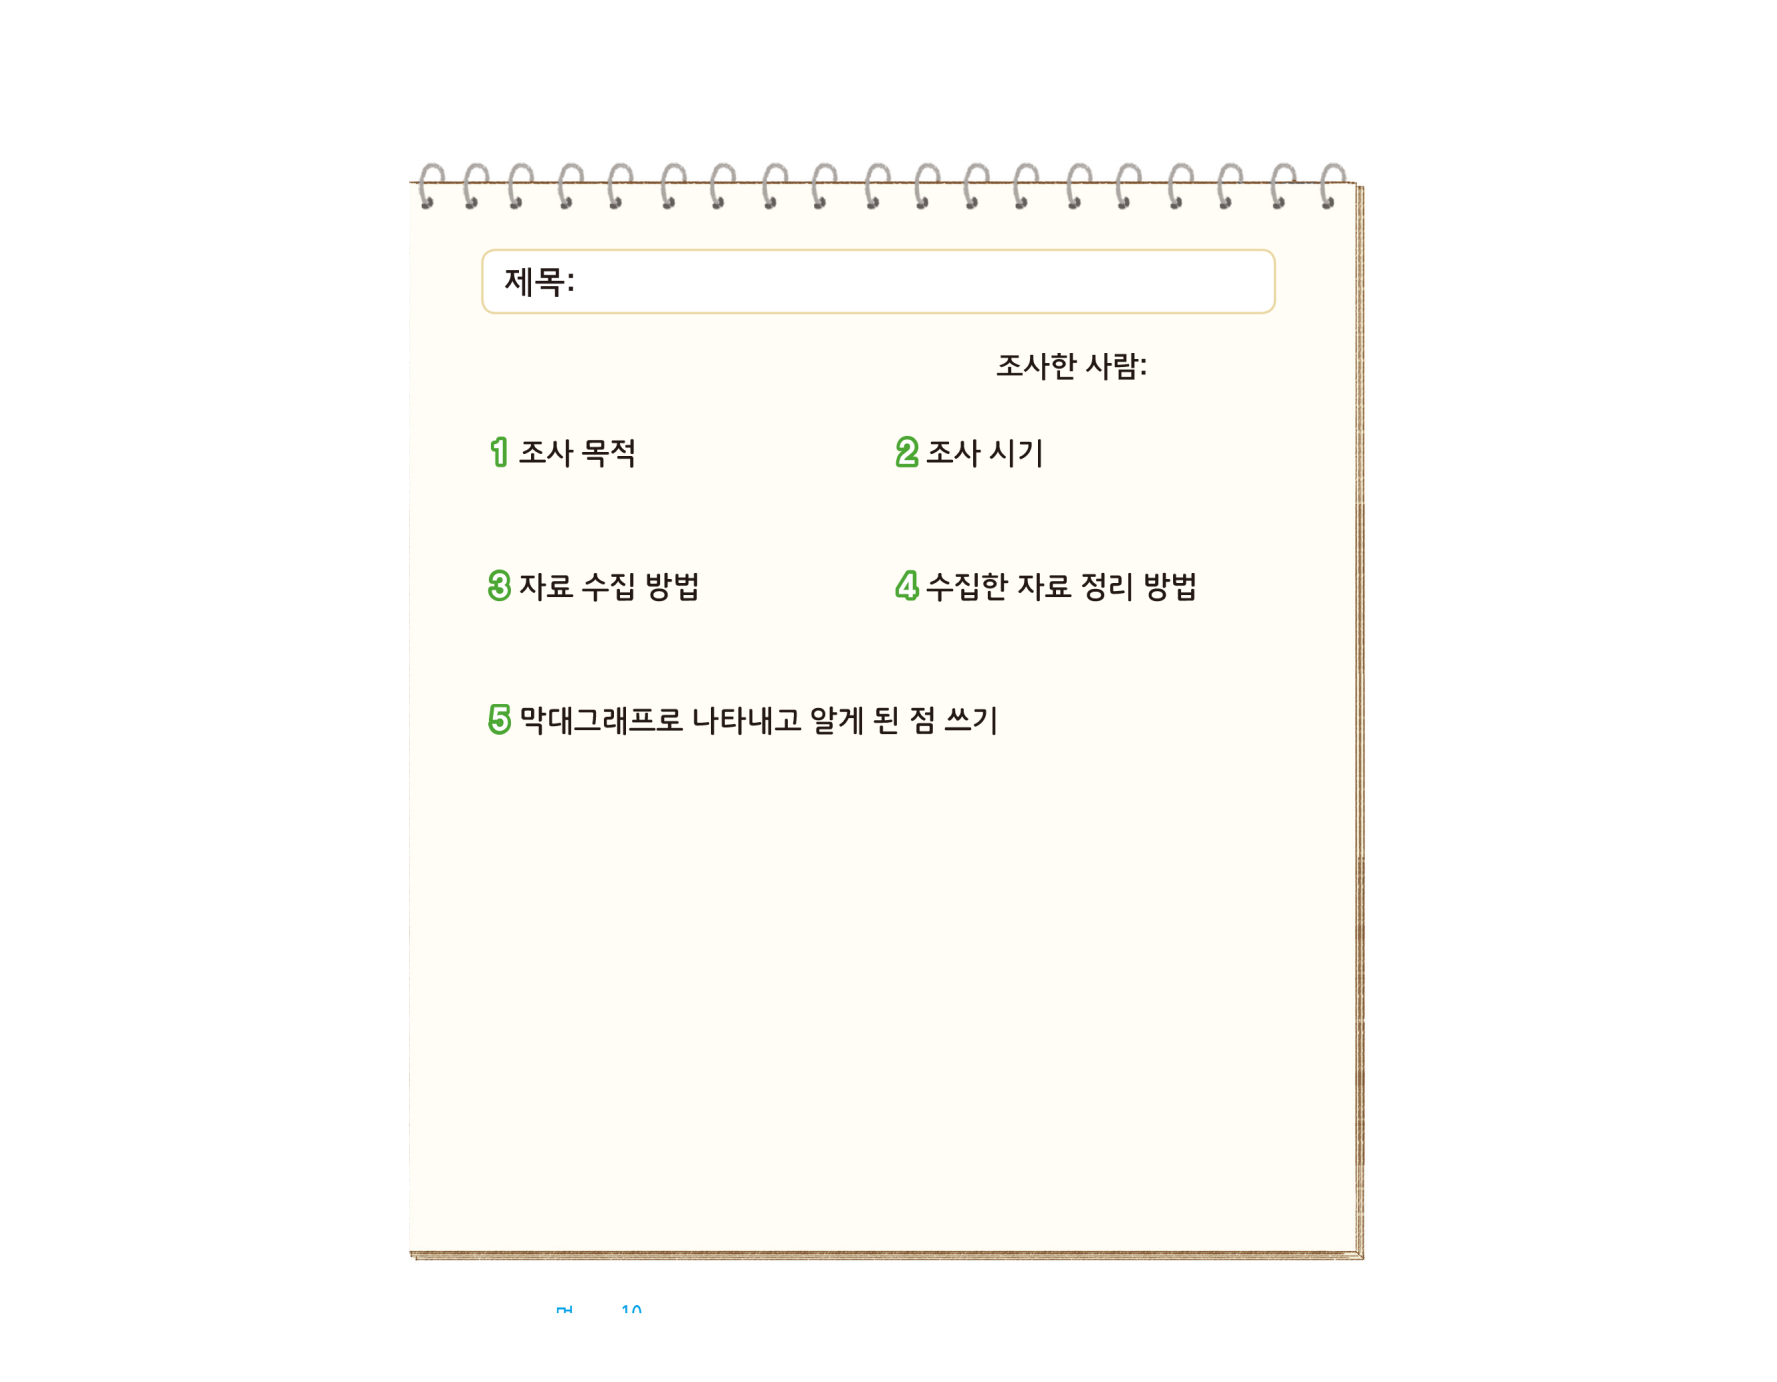 제목:
조사한 사람:
1 조사 목적
2 조사 시기
3 자료 수집 방법
4 수집한 자료 정리 방법
5 막대그래프로 나타내고 알게 된 점 쓰기